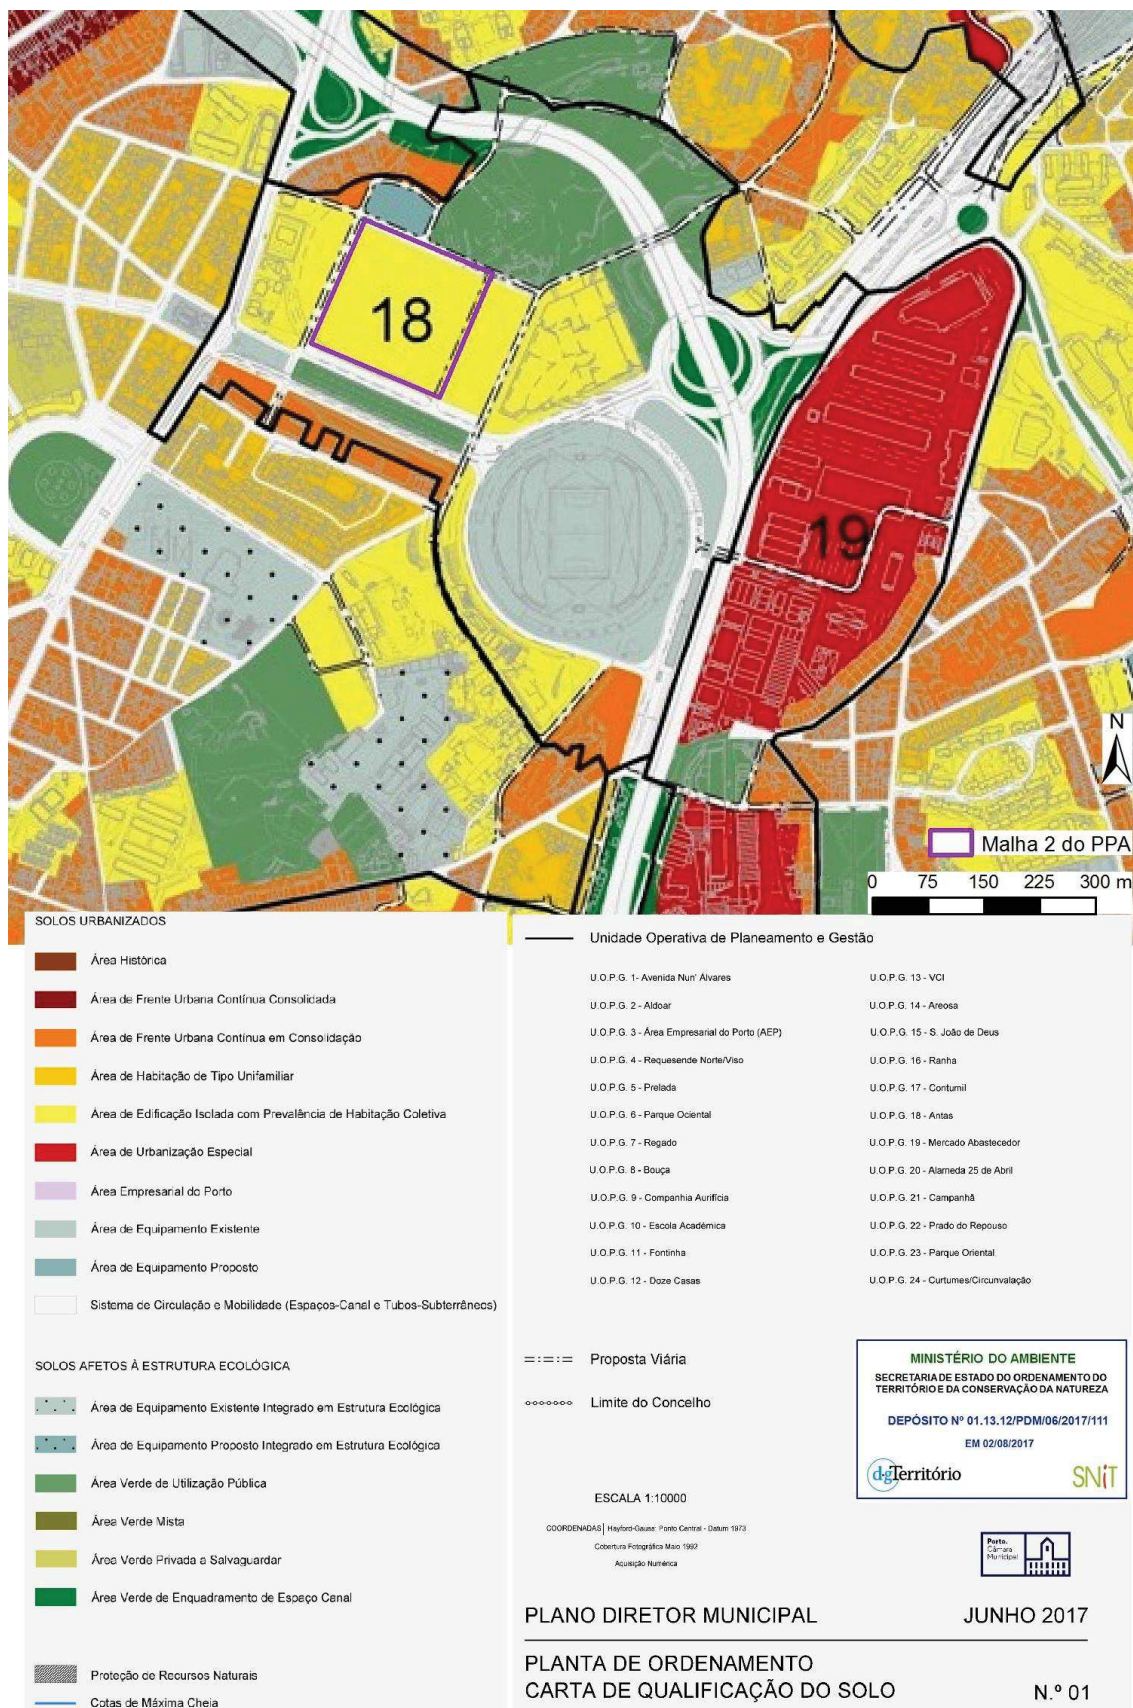 18
19
N
Malha 2 do PPA
0 75 150 225 300 m
SOLOS URBANIZADOS
Área Histórica
Área de Frente Urbana Contínua Consolidada
Área de Frente Urbana Contínua em Consolidação
Área de Habitação de Tipo Unifamiliar
Área de Edificação Isolada com Prevalência de Habitação Coletiva
Área de Urbanização Especial
Área Empresarial do Porto
Área de Equipamento Existente
Área de Equipamento Proposto
Sistema de Circulação e Mobilidade (Espaços-Canal e Tubos-Subterrâneos)
SOLOS AFETOS À ESTRUTURA ECOLÓGICA
Área de Equipamento Existente Integrado em Estrutura Ecológica
Área de Equipamento Proposto Integrado em Estrutura Ecológica
Área Verde de Utilização Pública
Área Verde Mista
Área Verde Privada a Salvaguardar
Área Verde de Enquadramento de Espaço Canal
Proteção de Recursos Naturais
Cotas de Máxima Cheia
Unidade Operativa de Planeamento e Gestão
U.O.P.G. 1- Avenida Nun' Álvares
U.O.P.G. 2 - Aldoar
U.O.P.G. 3 - Área Empresarial do Porto (AEP)
U.O.P.G. 4 - Requesende Norte/Viso
U.O.P.G. 5 - Prelada
U.O.P.G. 6 - Parque Ociental
U.O.P.G. 7 - Regado
U.O.P.G. 8 - Bouça
U.O.P.G. 9 - Companhia Aurifícia
U.O.P.G. 10 - Escola Académica
U.O.P.G. 11 - Fontinha
U.O.P.G. 12 - Doze Casas
U.O.P.G. 13 - VCI
U.O.P.G. 14 - Areosa
U.O.P.G. 15 - S. João de Deus
U.O.P.G. 16 - Ranha
U.O.P.G. 17 - Contumil
U.O.P.G. 18 - Antas
U.O.P.G. 19 - Mercado Abastecedor
U.O.P.G. 20 - Alameda 25 de Abril
U.O.P.G. 21 - Campanhã
U.O.P.G. 22 - Prado do Repouso
U.O.P.G. 23 - Parque Oriental
U.O.P.G. 24 - Curtumes/Circunvalação
Proposta Viária
Limite do Concelho
MINISTÉRIO DO AMBIENTE
SECRETARIA DE ESTADO DO ORDENAMENTO DO
TERRITÓRIO E DA CONSERVAÇÃO DA NATUREZA
DEPÓSITO Nº 01.13.12/PDM/06/2017/111
EM 02/08/2017
dgTerritório
SNiT
ESCALA 1:10000
COORDENADAS | Hayford-Gauss: Ponto Central - Datum 1973
Cobertura Fotográfica Maio 1992
Aquisição Numérica
Porto.
Câmara
Municipal
PLANO DIRETOR MUNICIPAL
JUNHO 2017
PLANTA DE ORDENAMENTO
CARTA DE QUALIFICAÇÃO DO SOLO
N.º 01